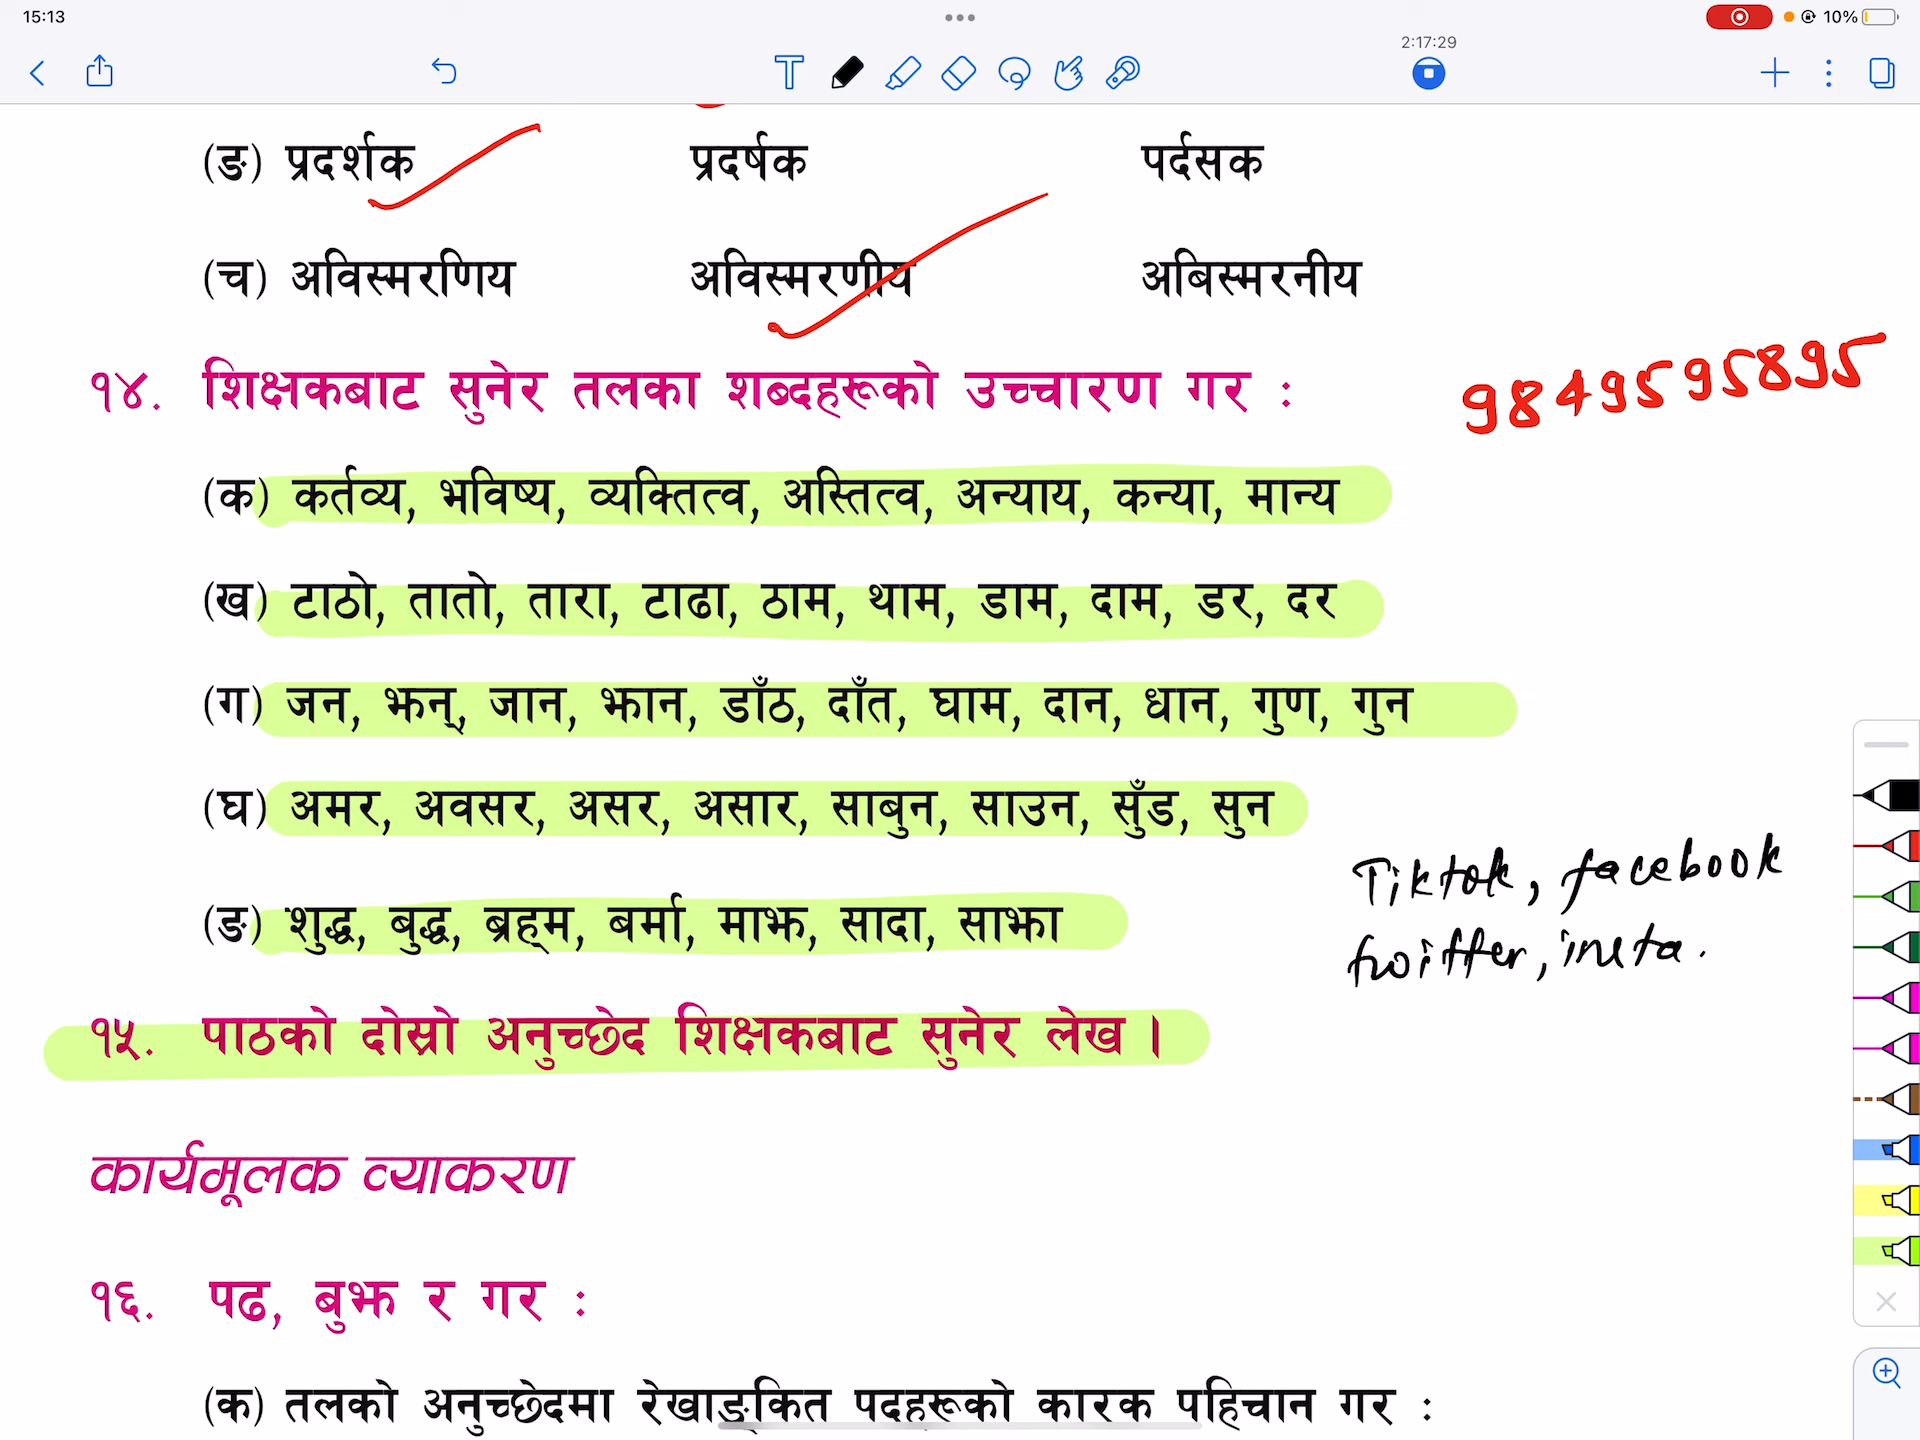 15:13
10%
2:17:29
(ङ) प्रदर्शक प्रदर्षक पर्दसक
(च) अविस्मरणिय अविस्मरणीय अबिस्मरनीय
१४. शिक्षकबाट सुनेर तलका शब्दहरूको उच्चारण गर :
9849595895
(क) कर्तव्य, भविष्य, व्यक्तित्व, अस्तित्व, अन्याय, कन्या, मान्य
(ख) टाठो, तातो, तारा, टाढा, ठाम, थाम, डाम, दाम, डर, दर
(ग) जन, झन्, जान, झान, डाँठ, दाँत, घाम, दान, धान, गुण, गुन
(घ) अमर, अवसर, असर, असार, साबुन, साउन, सुँड, सुन
Tiktok, facebook
(ङ) शुद्ध, बुद्ध, ब्रह्म, बर्मा, माझ, सादा, साझा
twitter, insta.
१५. पाठको दोस्रो अनुच्छेद शिक्षकबाट सुनेर लेख ।
कार्यमूलक व्याकरण
१६. पढ, बुझ र गर :
(क) तलको अनुच्छेदमा रेखाङ्कित पदहरूको कारक पहिचान गर :